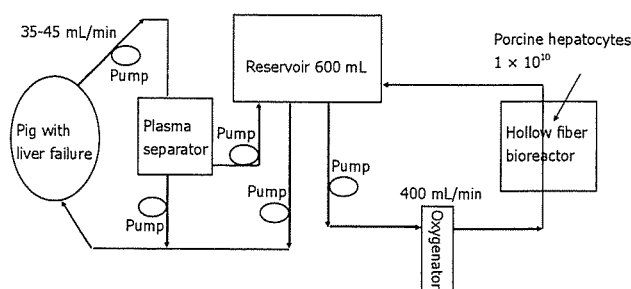 35-45 mL/min
Pump
Pig with
liver failure
Plasma
separator
Pump
Pump
Reservoir 600 mL
Pump
Pump
400 mL/min
Oxygenator
Porcine hepatocytes
1 × 10¹⁰
Hollow fiber
bioreactor